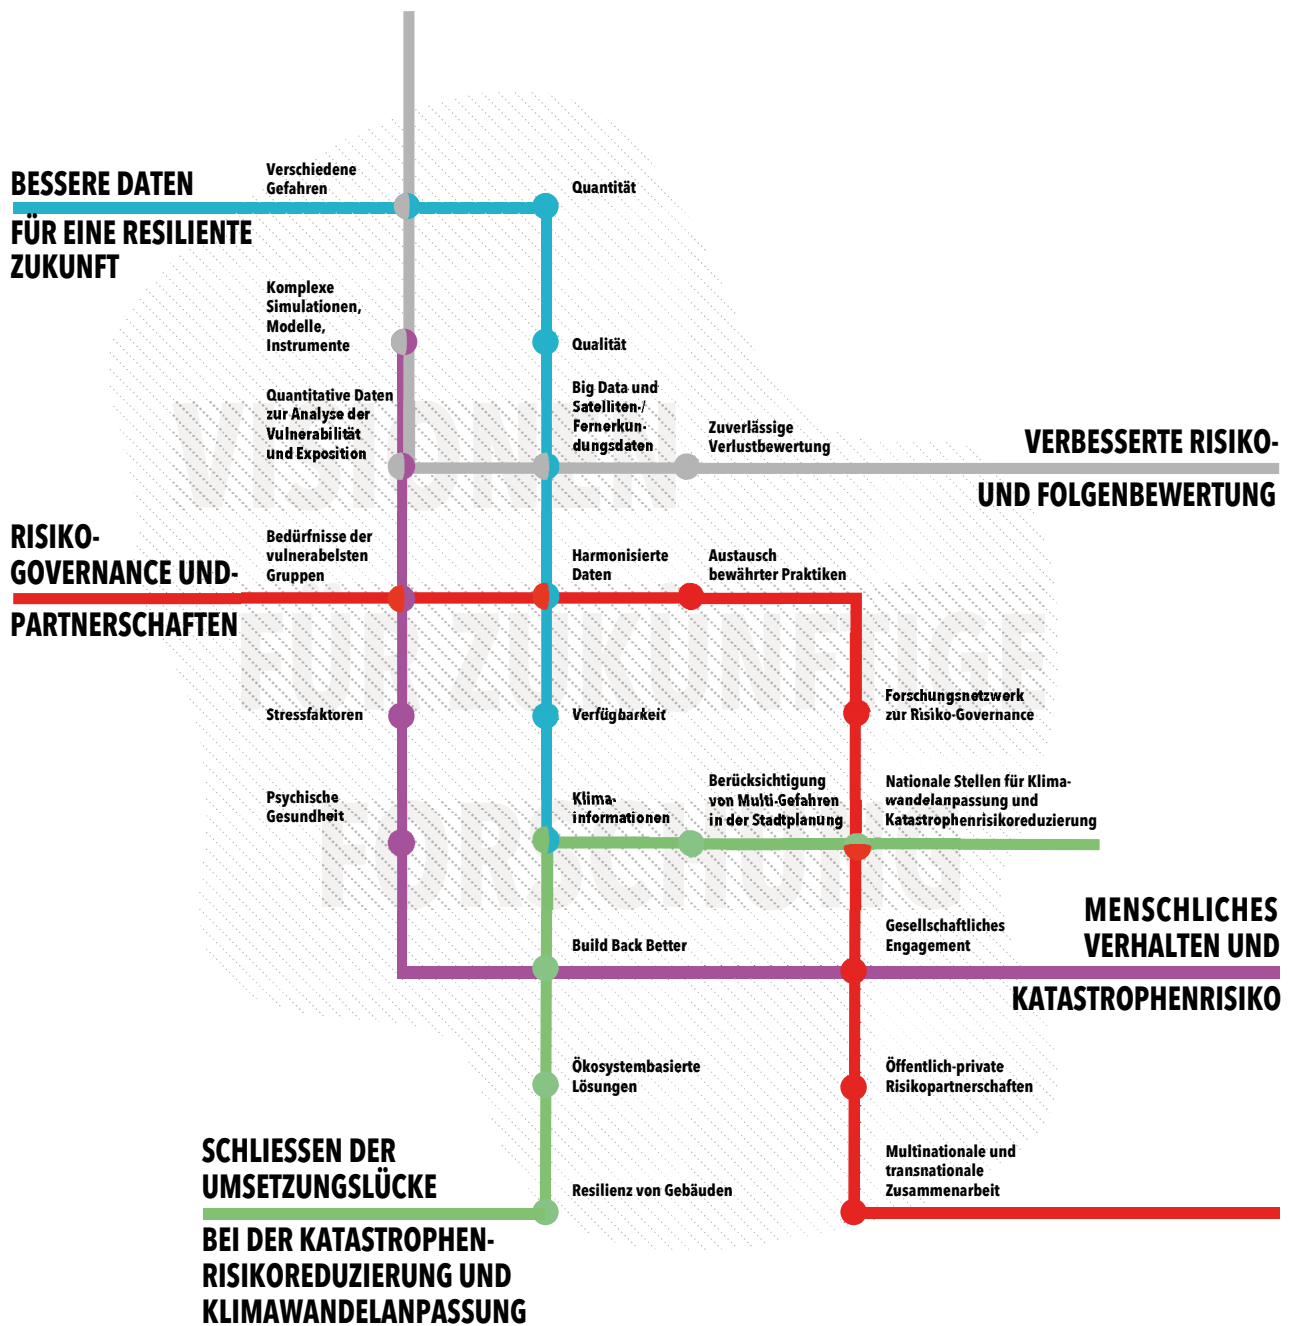 BESSERE DATEN
FÜR EINE RESILIENTE
ZUKUNFT
Verschiedene
Gefahren
Quantität
Komplexe
Simulationen,
Modelle,
Instrumente
Qualität
Quantitative Daten
zur Analyse der
Vulnerabilität
und Exposition
Big Data und
Satelliten-/
Fernerkun-
dungsdaten
Zuverlässige
Verlustbewertung
VERBESSERTE RISIKO-
UND FOLGENBEWERTUNG
VISIONEN
RISIKO-
GOVERNANCE UND-
PARTNERSCHAFTEN
Bedürfnisse der
vulnerabelsten
Gruppen
Harmonisierte
Daten
Austausch
bewährter Praktiken
FÜR ZUKÜNFTIGE
Stressfaktoren
Verfügbarkeit
Forschungsnetzwerk
zur Risiko-Governance
Psychische
Gesundheit
Klima-
informationen
Berücksichtigung
von Multi-Gefahren
in der Stadtplanung
Nationale Stellen für Klima-
wandelanpassung und
Katastrophenrisikoreduzierung
FORSCHUNG
Build Back Better
Gesellschaftliches
Engagement
MENSCHLICHES
VERHALTEN UND
KATASTROPHENRISIKO
Ökosystembasierte
Lösungen
Öffentlich-private
Risikopartnerschaften
SCHLIESSEN DER
UMSETZUNGSLÜCKE
BEI DER KATASTROPHEN-
RISIKOREDUZIERUNG UND
KLIMAWANDELANPASSUNG
Resilienz von Gebäuden
Multinationale und
transnationale
Zusammenarbeit